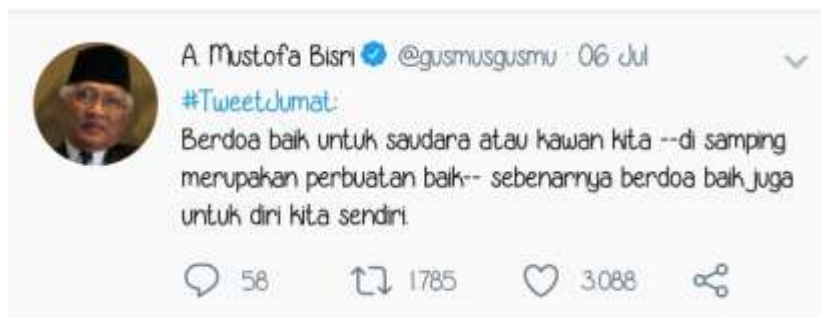 A. Mustofa Bisri @gusmusgusmu · 06 Jul
#TweetJumat:
Berdoa baik untuk saudara atau kawan kita --di samping
merupakan perbuatan baik-- sebenarnya berdoa baik juga
untuk diri kita sendiri.
58 1785 3.088